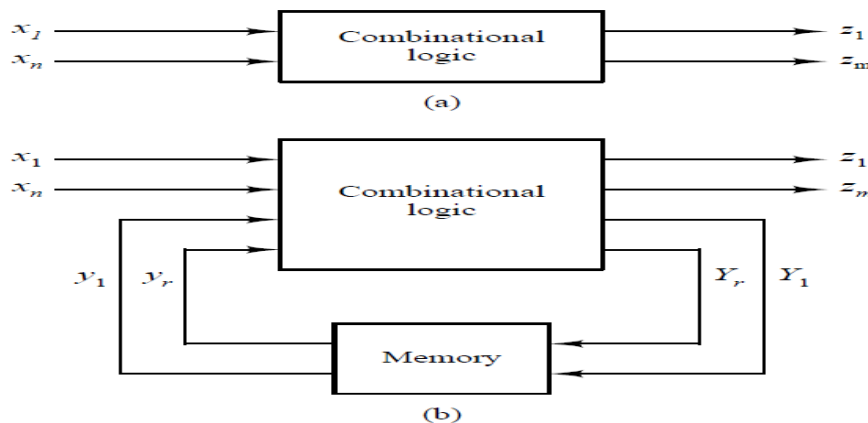 x1 z1
Combinational
logic
xn zm
(a)
x1 z1
xn zm
Combinational
logic
y1 yr Yr Y1
Memory
(b)